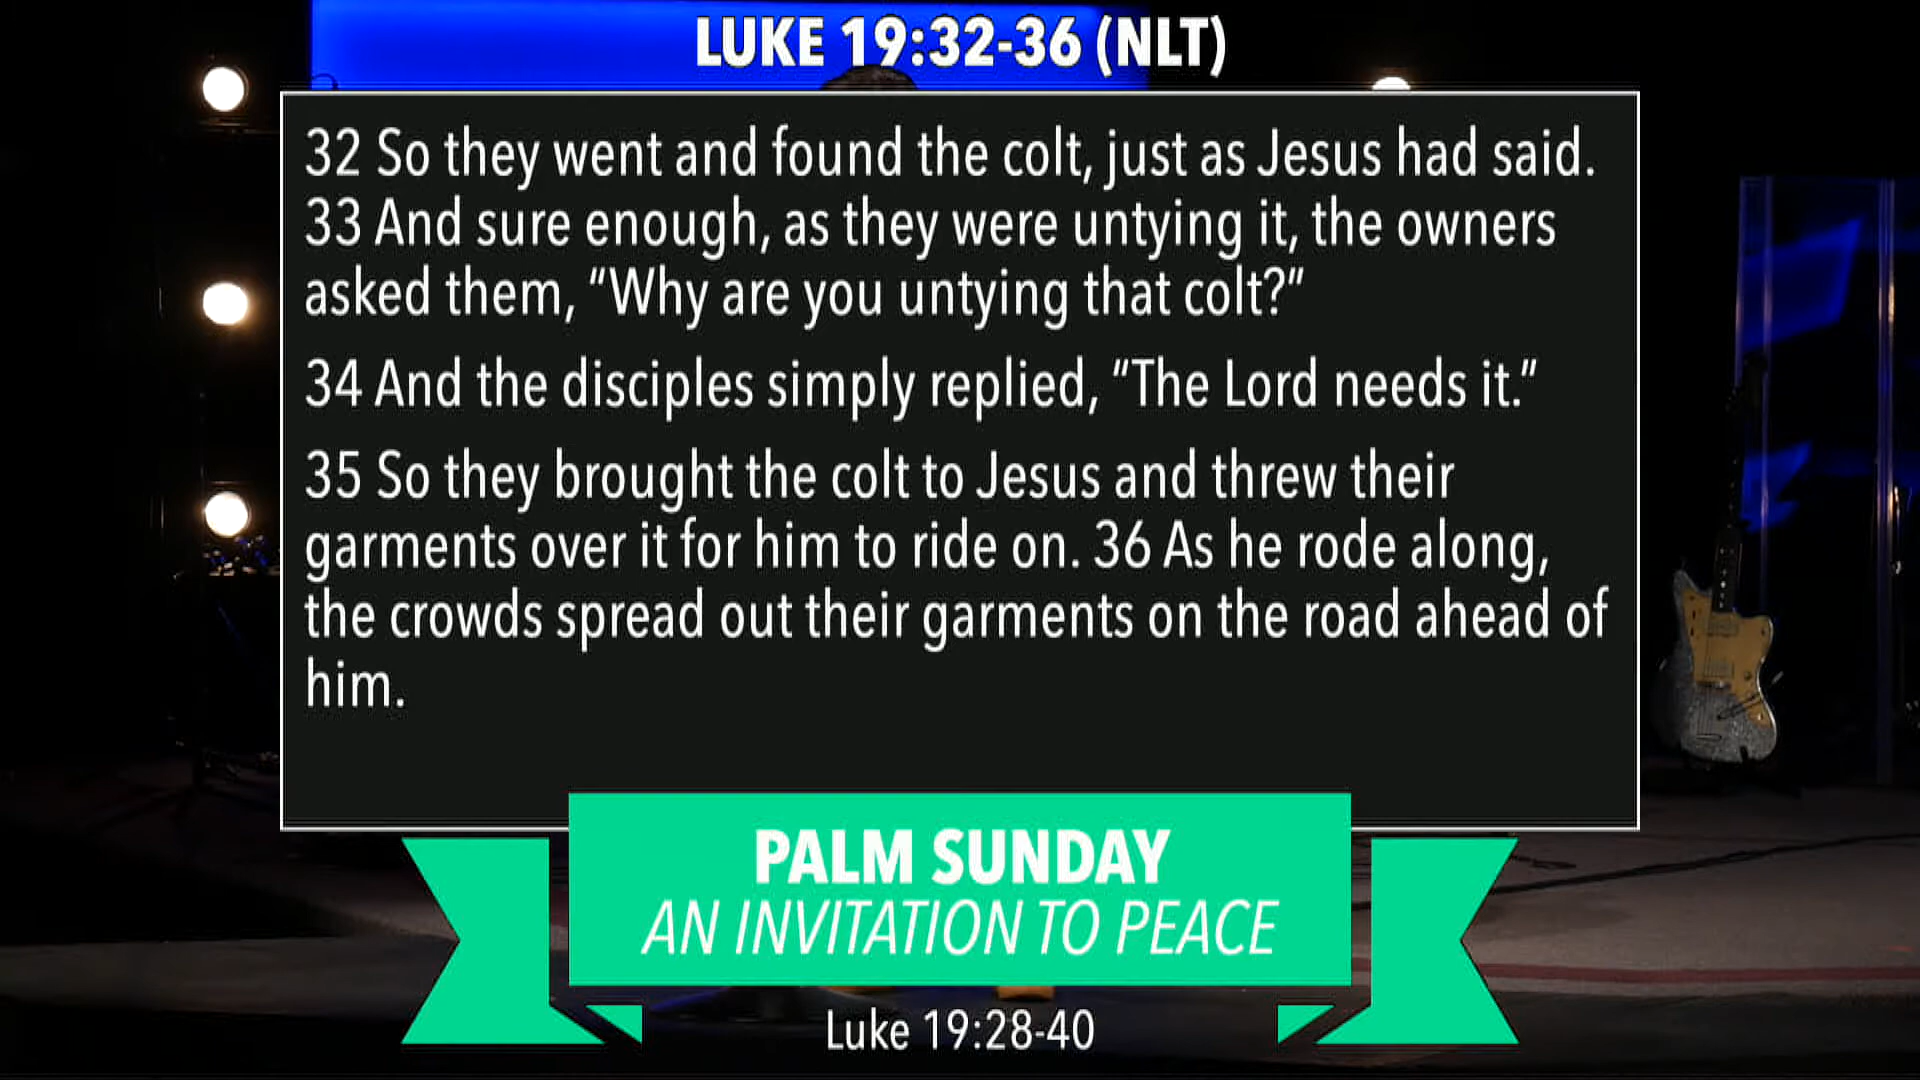 LUKE 19:32-36 (NLT)
32 So they went and found the colt, just as Jesus had said.
33 And sure enough, as they were untying it, the owners
asked them, “Why are you untying that colt?”
34 And the disciples simply replied, “The Lord needs it.”
35 So they brought the colt to Jesus and threw their
garments over it for him to ride on. 36 As he rode along,
the crowds spread out their garments on the road ahead of
him.
PALM SUNDAY
AN INVITATION TO PEACE
Luke 19:28-40